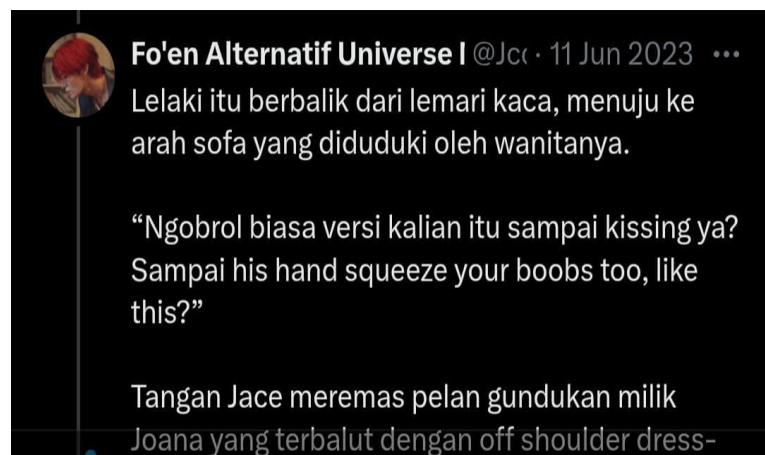 Fo'en Alternatif Universe I @Jc · 11 Jun 2023 ···
Lelaki itu berbalik dari lemari kaca, menuju ke
arah sofa yang diduduki oleh wanitanya.
“Ngobrol biasa versi kalian itu sampai kissing ya?
Sampai his hand squeeze your boobs too, like
this?”
Tangan Jace meremas pelan gundukan milik
Joana yang terbalut dengan off shoulder dress-